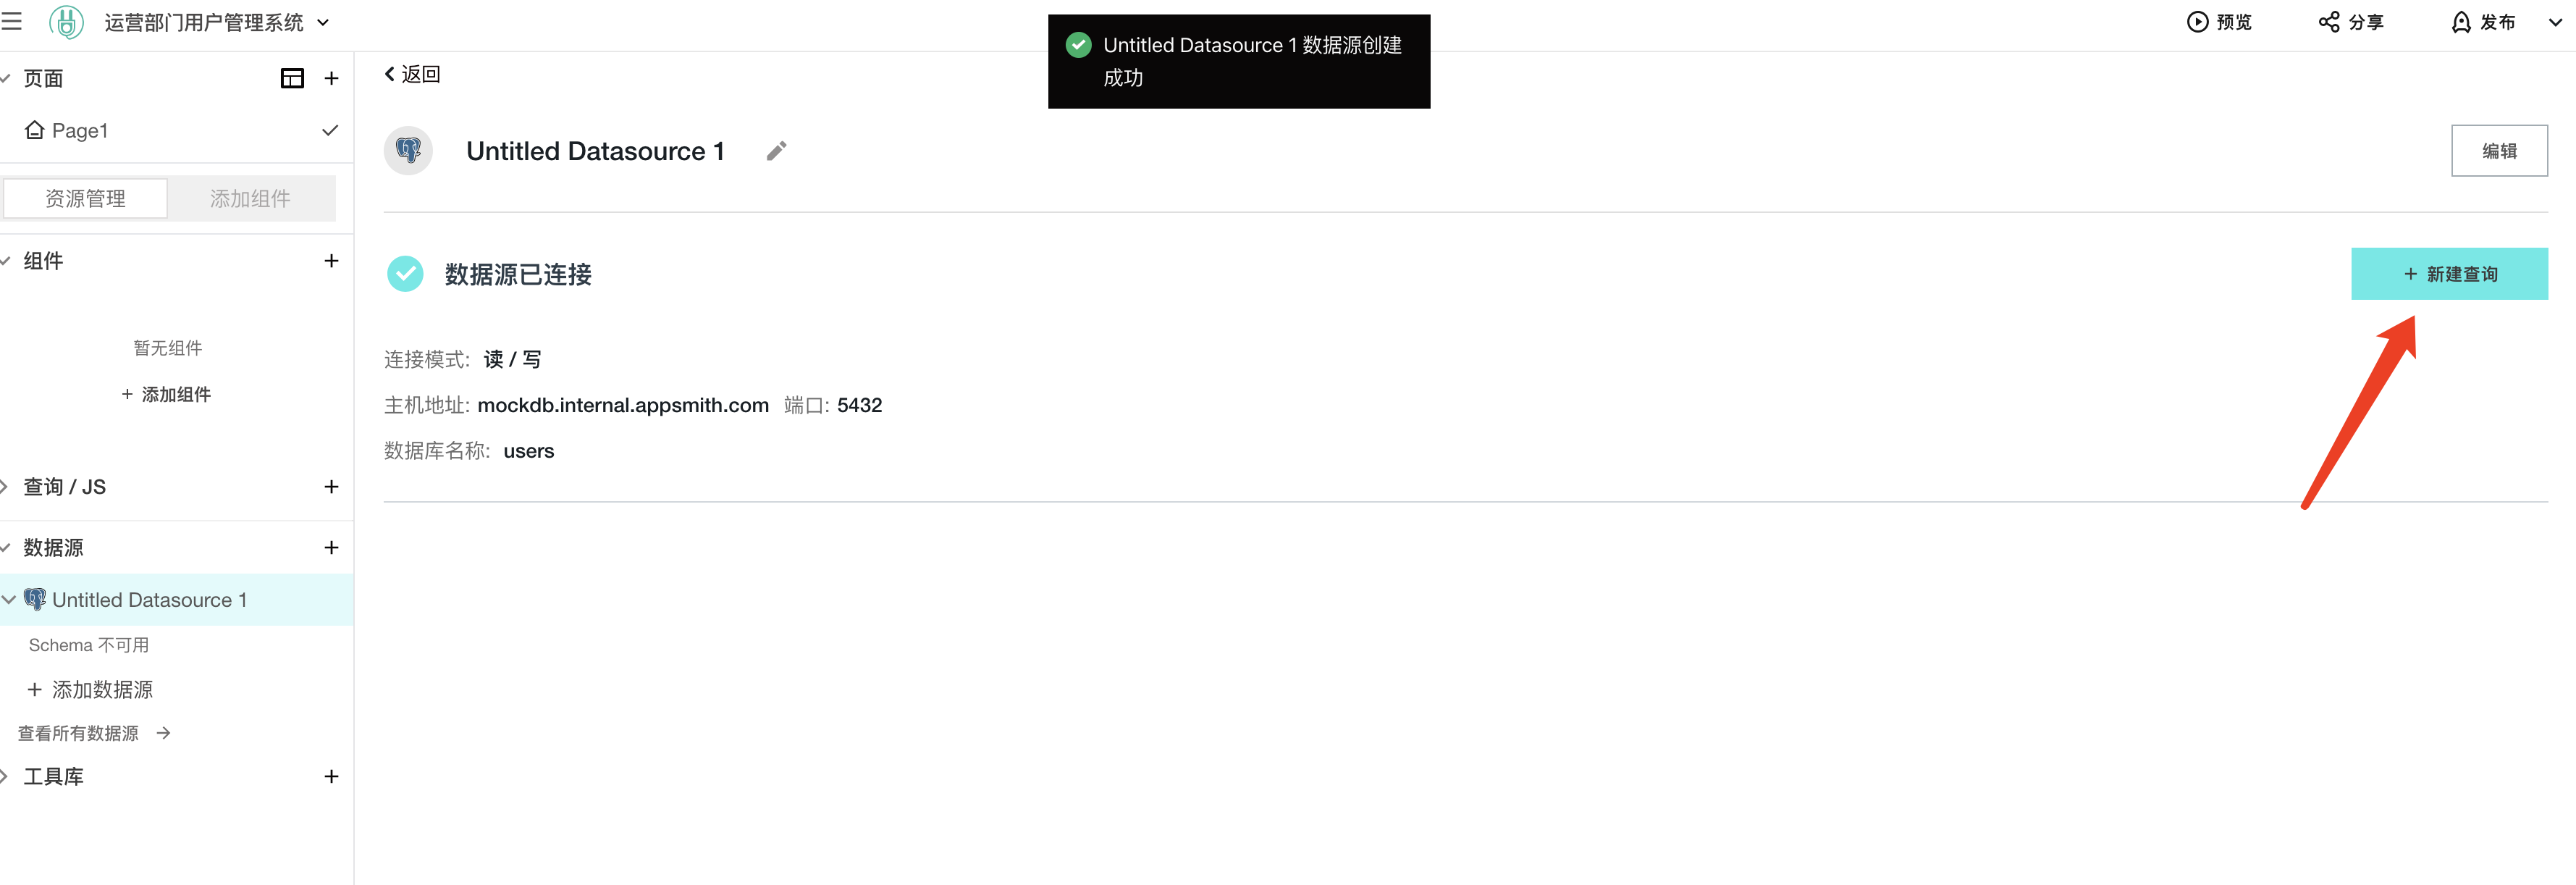 运营部门用户管理系统
预览
分享
发布
Untitled Datasource 1 数据源创建
成功
页面
Page1
资源管理
添加组件
组件
暂无组件
+ 添加组件
查询 / JS
数据源
Untitled Datasource 1
Schema 不可用
+ 添加数据源
查看所有数据源 →
工具库
返回
Untitled Datasource 1
编辑
数据源已连接
+ 新建查询
连接模式: 读 / 写
主机地址: mockdb.internal.appsmith.com 端口: 5432
数据库名称: users